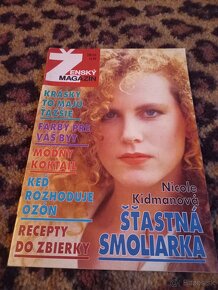 ŽENSKÝ
MAGAZÍN
KRÁSKY
TO MAJÚ
ŤAŽŠIE
FARBY PRE
VÁŠ BYT
MÓDNY
KOKTAIL
KEĎ
ROZHODUJE
OZÓN
RECEPTY
DO ZBIERKY
Nicole
Kidmanová
ŠŤASTNÁ
SMOLIARKA